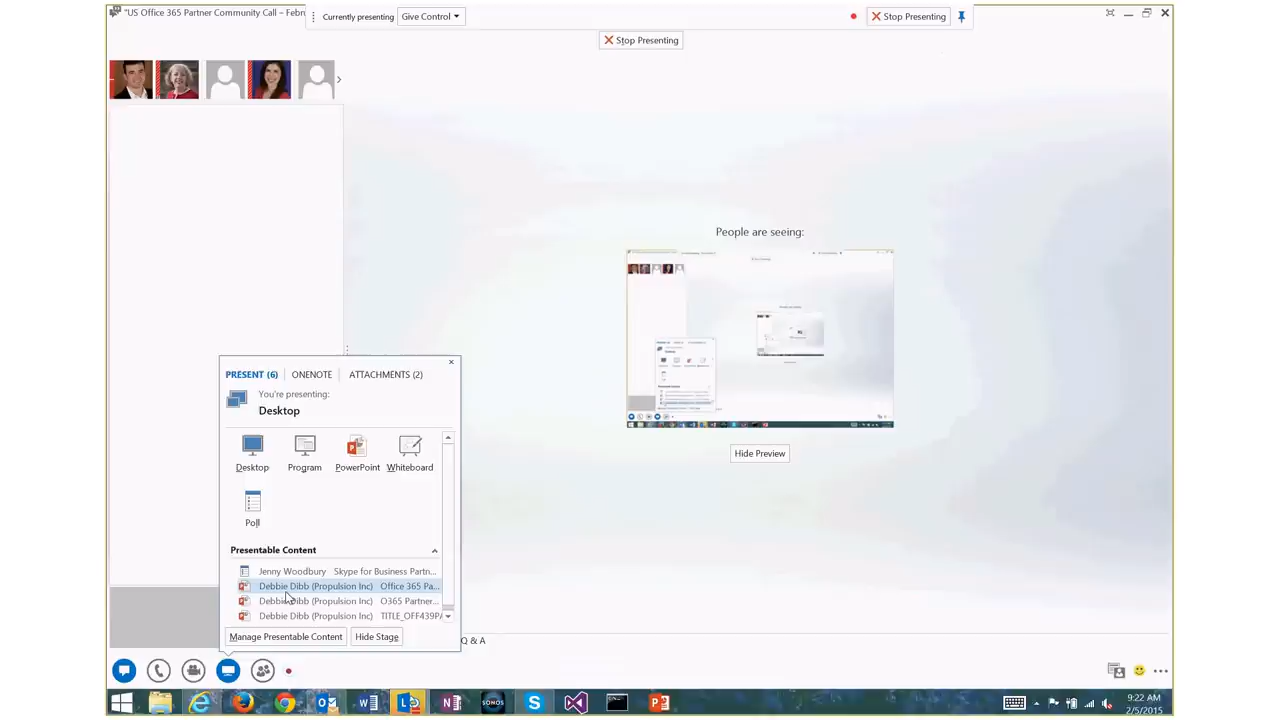 "US Office 365 Partner Community Call – Febr
Currently presenting
Give Control
Stop Presenting
Stop Presenting
People are seeing:
Hide Preview
PRESENT (6)
ONENOTE
ATTACHMENTS (2)
You're presenting:
Desktop
Desktop
Program
PowerPoint
Whiteboard
Poll
Presentable Content
Jenny Woodbury Skype for Business Partn...
Debbie Dibb (Propulsion Inc) Office 365 Pa...
Debbie Dibb (Propulsion Inc) O365 Partner...
Debbie Dibb (Propulsion Inc) TITLE_OFF439PA
Manage Presentable Content
Hide Stage
Q & A
SONOS
9:22 AM
2/5/2015